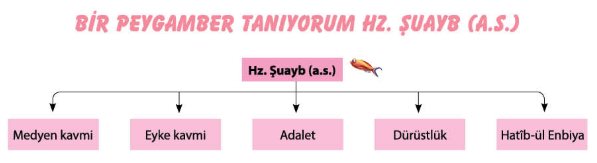 BİR PEYGAMBER TANIYORUM HZ. ŞUAYB (A.S.)
Hz. Şuayb (a.s.)
Medyen kavmi
Eyke kavmi
Adalet
Dürüstlük
Hatîb-ül Enbiya